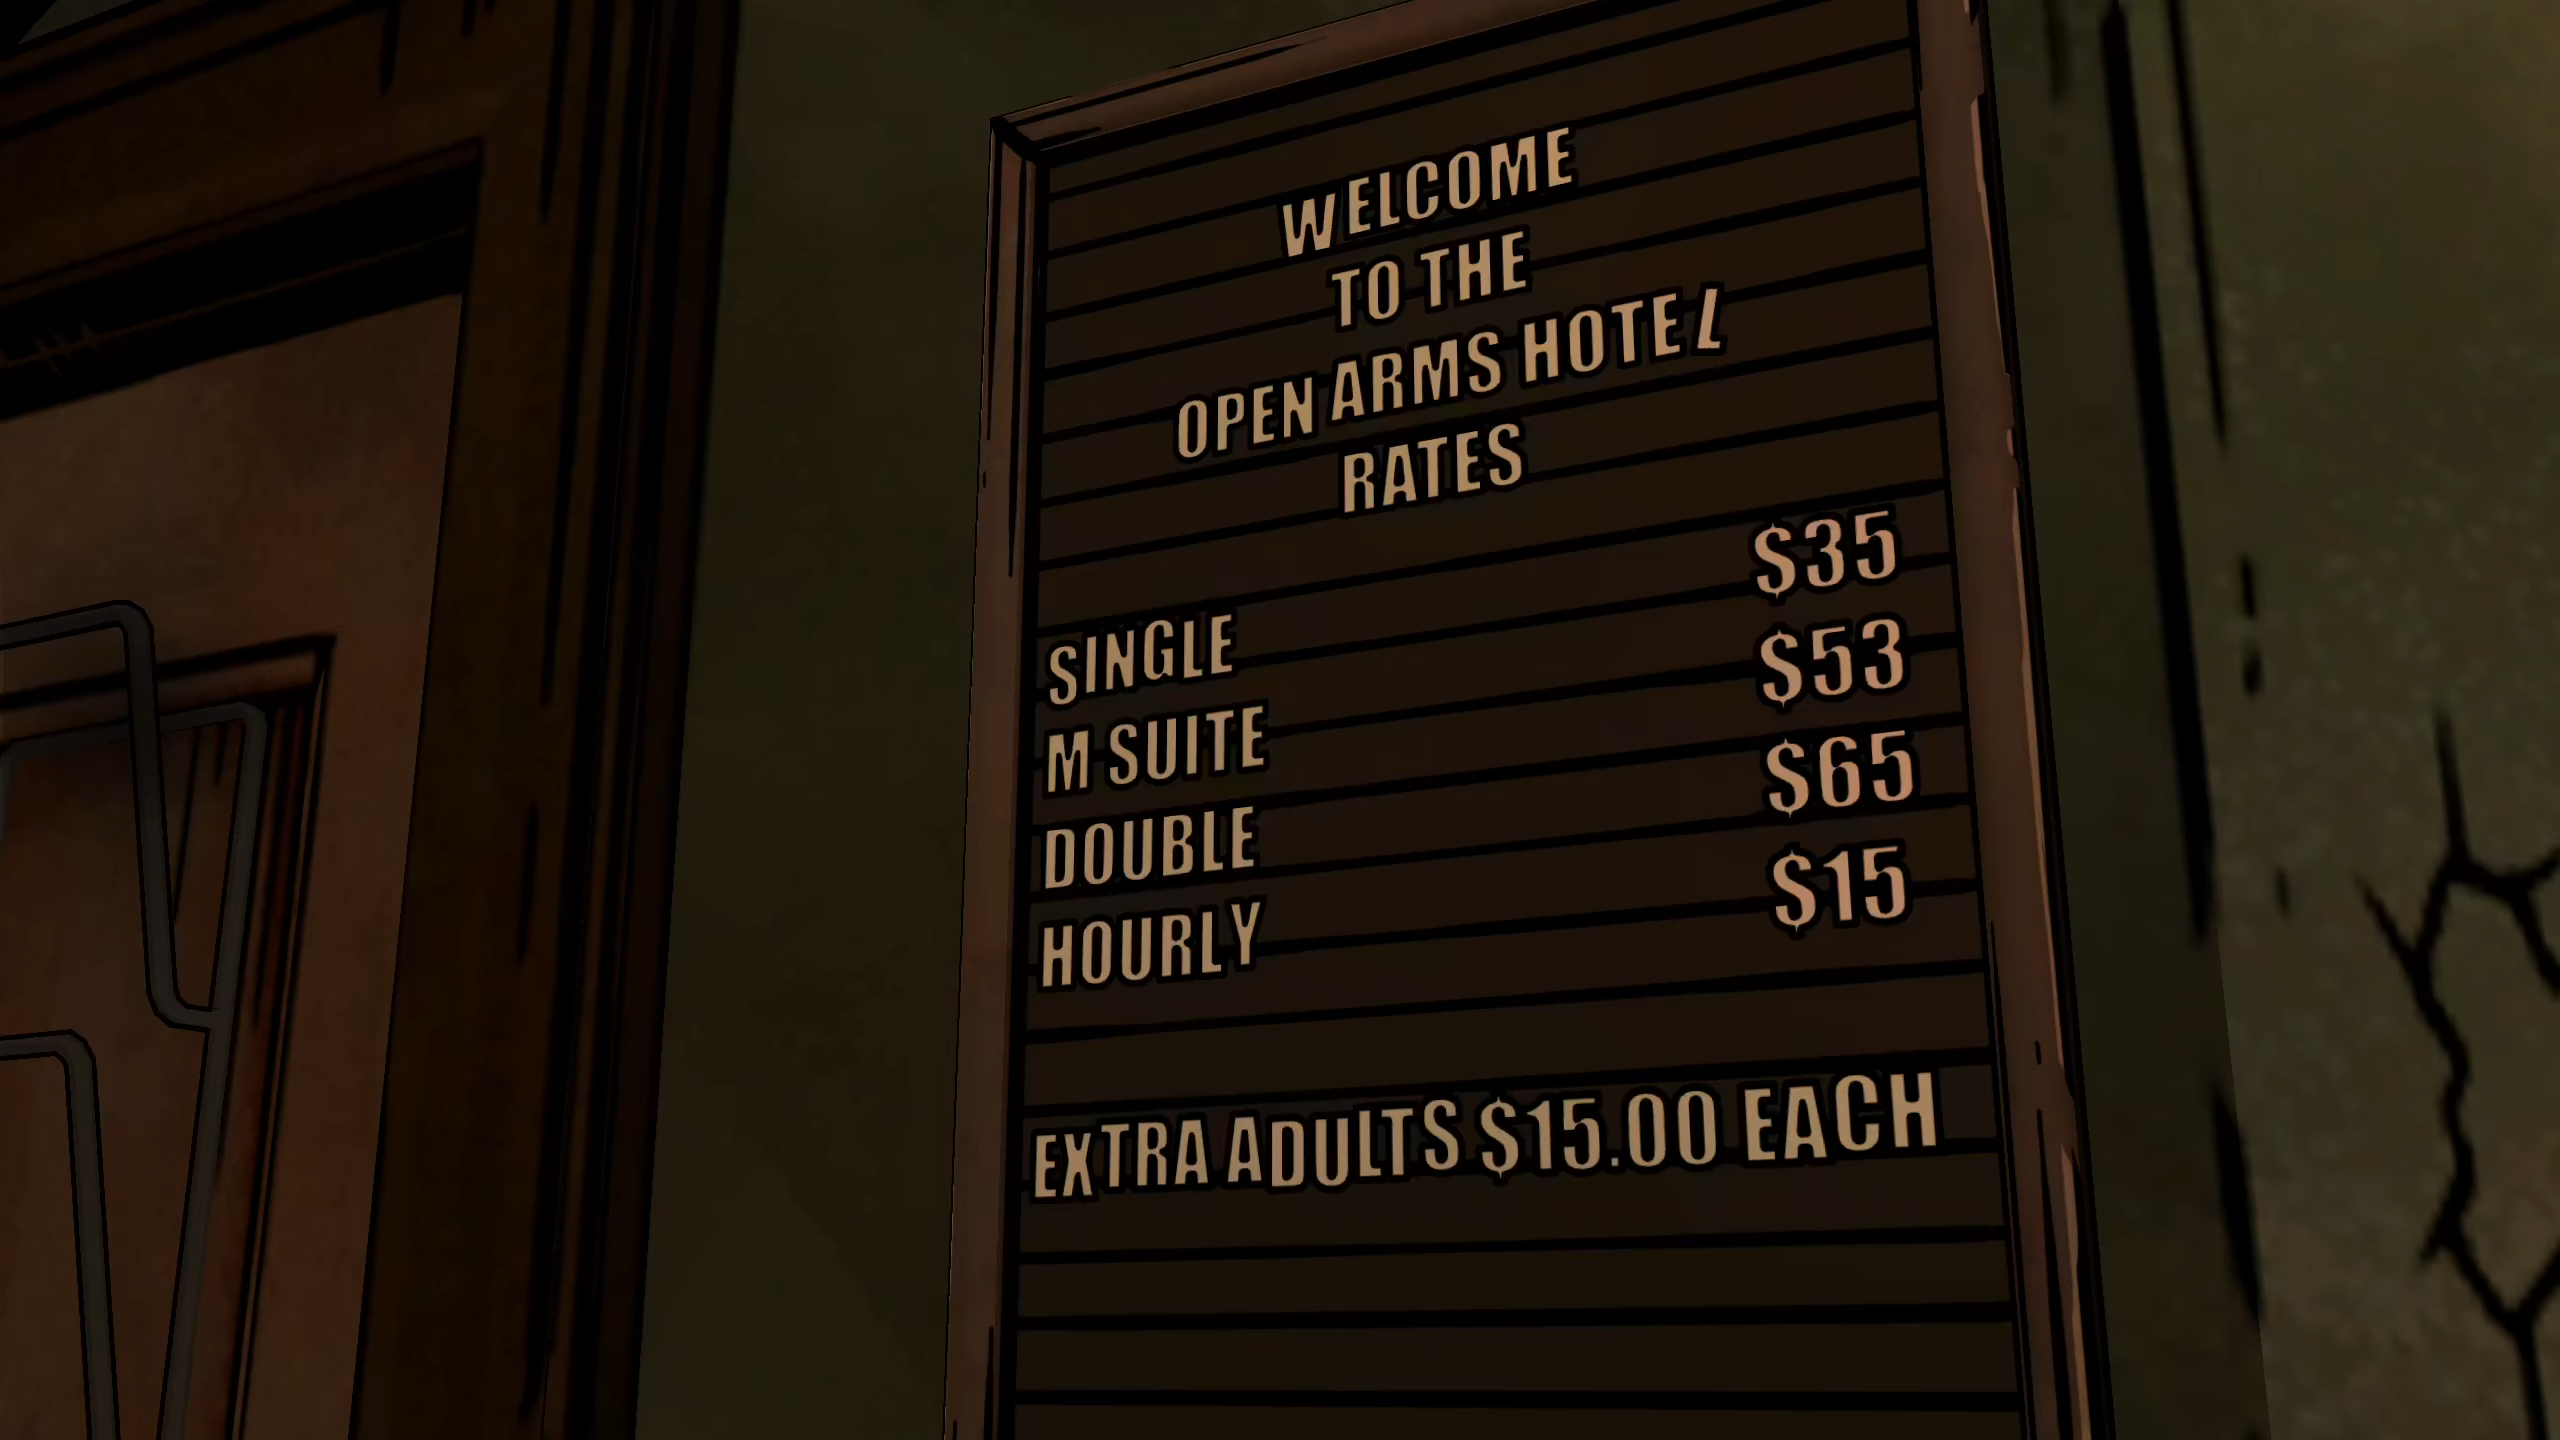 WELCOME
TO THE
OPEN ARMS HOTEL
RATES
SINGLE $35
M SUITE $53
DOUBLE $65
HOURLY $15
EXTRA ADULTS $15.00 EACH